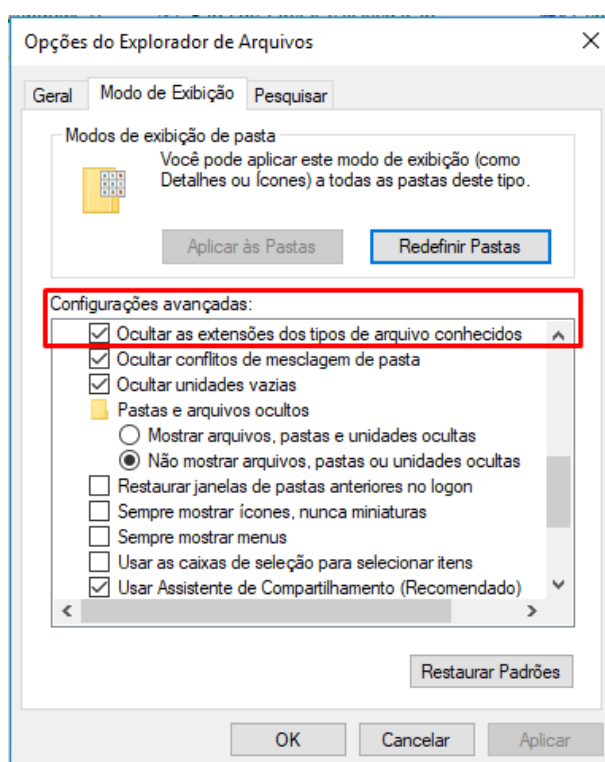 Opções do Explorador de Arquivos
Geral
Modo de Exibição
Pesquisar
Modos de exibição de pasta
Você pode aplicar este modo de exibição (como
Detalhes ou Ícones) a todas as pastas deste tipo.
Aplicar às Pastas
Redefinir Pastas
Configurações avançadas:
Ocultar as extensões dos tipos de arquivo conhecidos
Ocultar conflitos de mesclagem de pasta
Ocultar unidades vazias
Pastas e arquivos ocultos
Mostrar arquivos, pastas e unidades ocultas
Não mostrar arquivos, pastas ou unidades ocultas
Restaurar janelas de pastas anteriores no logon
Sempre mostrar ícones, nunca miniaturas
Sempre mostrar menus
Usar as caixas de seleção para selecionar itens
Usar Assistente de Compartilhamento (Recomendado)
Restaurar Padrões
OK
Cancelar
Aplicar